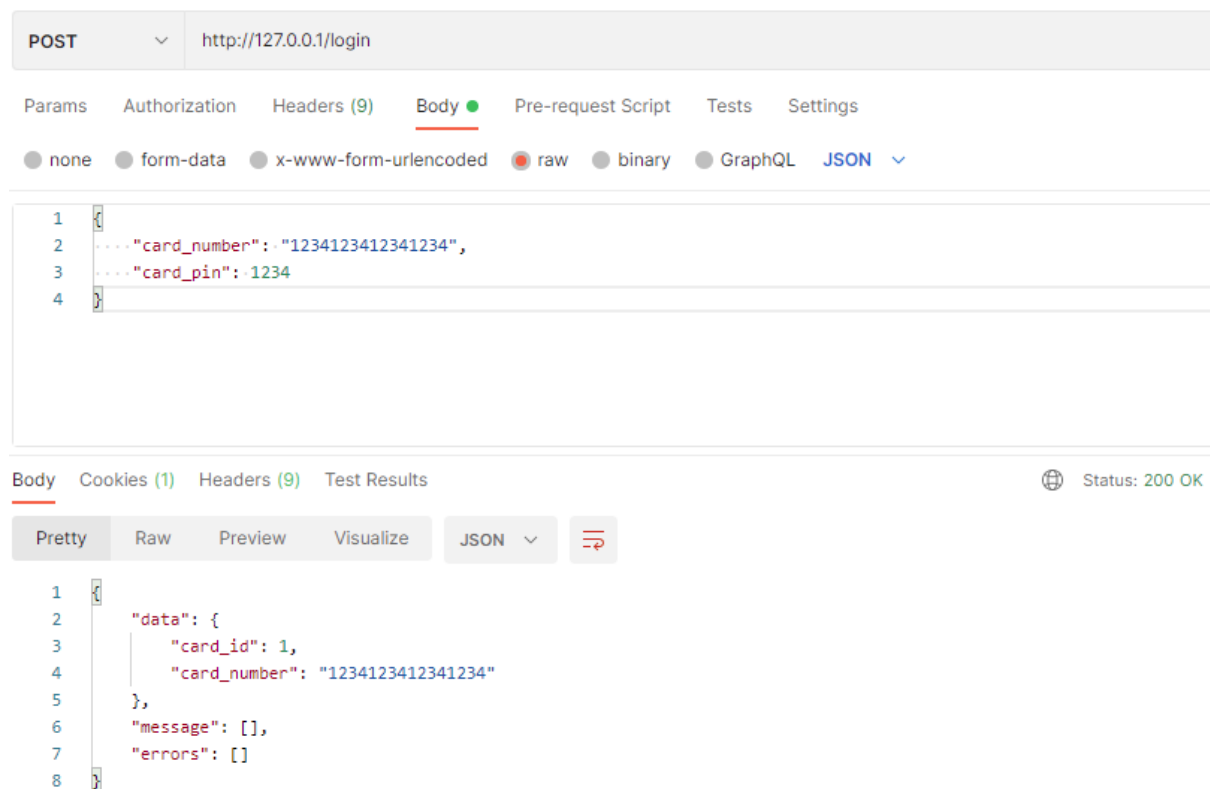 POST http://127.0.0.1/login
Params Authorization Headers (9) Body Pre-request Script Tests Settings
none form-data x-www-form-urlencoded raw binary GraphQL JSON
1 {
2 ····"card_number":·"1234123412341234",
3 ····"card_pin":·1234
4 }
Body Cookies (1) Headers (9) Test Results Status: 200 OK
Pretty Raw Preview Visualize JSON
1 {
2     "data": {
3         "card_id": 1,
4         "card_number": "1234123412341234"
5     },
6     "message": [],
7     "errors": []
8 }